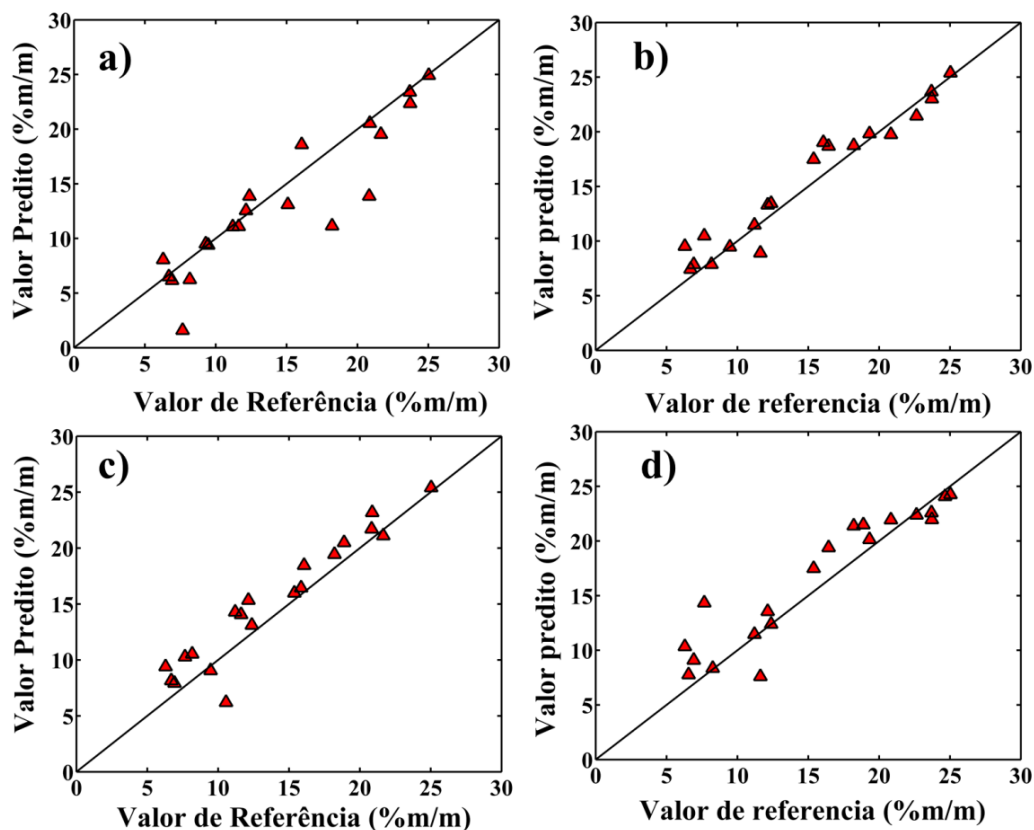 a)
Valor Predito (%m/m)
30
25
20
15
10
5
0
0 5 10 15 20 25 30
Valor de Referência (%m/m)
b)
Valor predito (%m/m)
30
25
20
15
10
5
0
0 5 10 15 20 25 30
Valor de referencia (%m/m)
c)
Valor Predito (%m/m)
30
25
20
15
10
5
0
0 5 10 15 20 25 30
Valor de Referência (%m/m)
d)
Valor predito (%m/m)
30
25
20
15
10
5
0
0 5 10 15 20 25 30
Valor de referencia (%m/m)